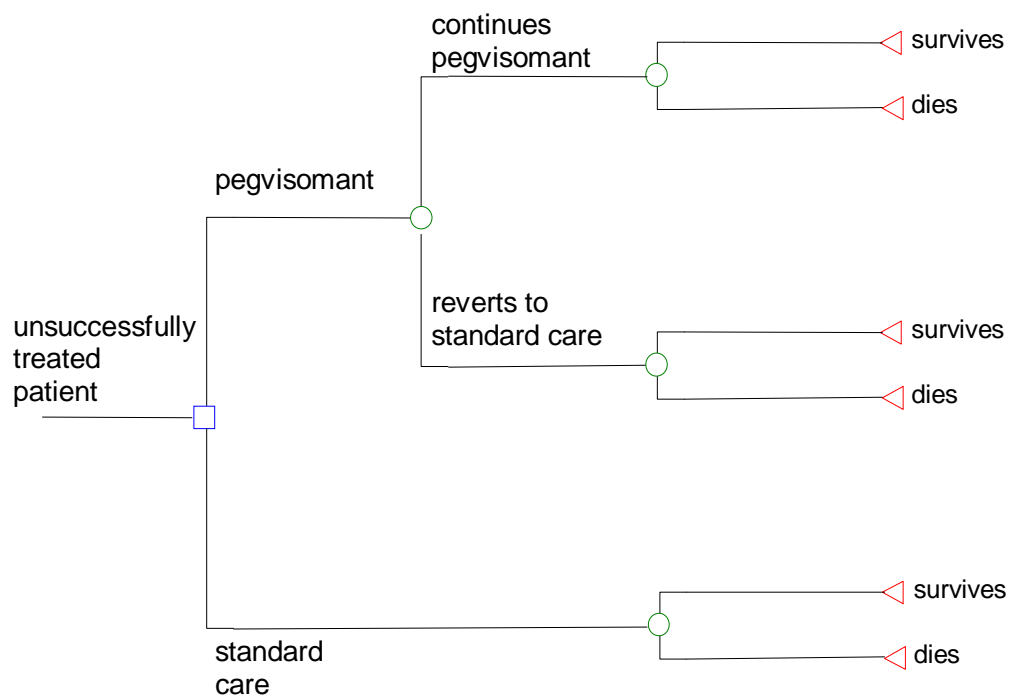 continues
pegvisomant
survives
dies
pegvisomant
reverts to
standard care
survives
dies
unsuccessfully
treated
patient
survives
dies
standard
care